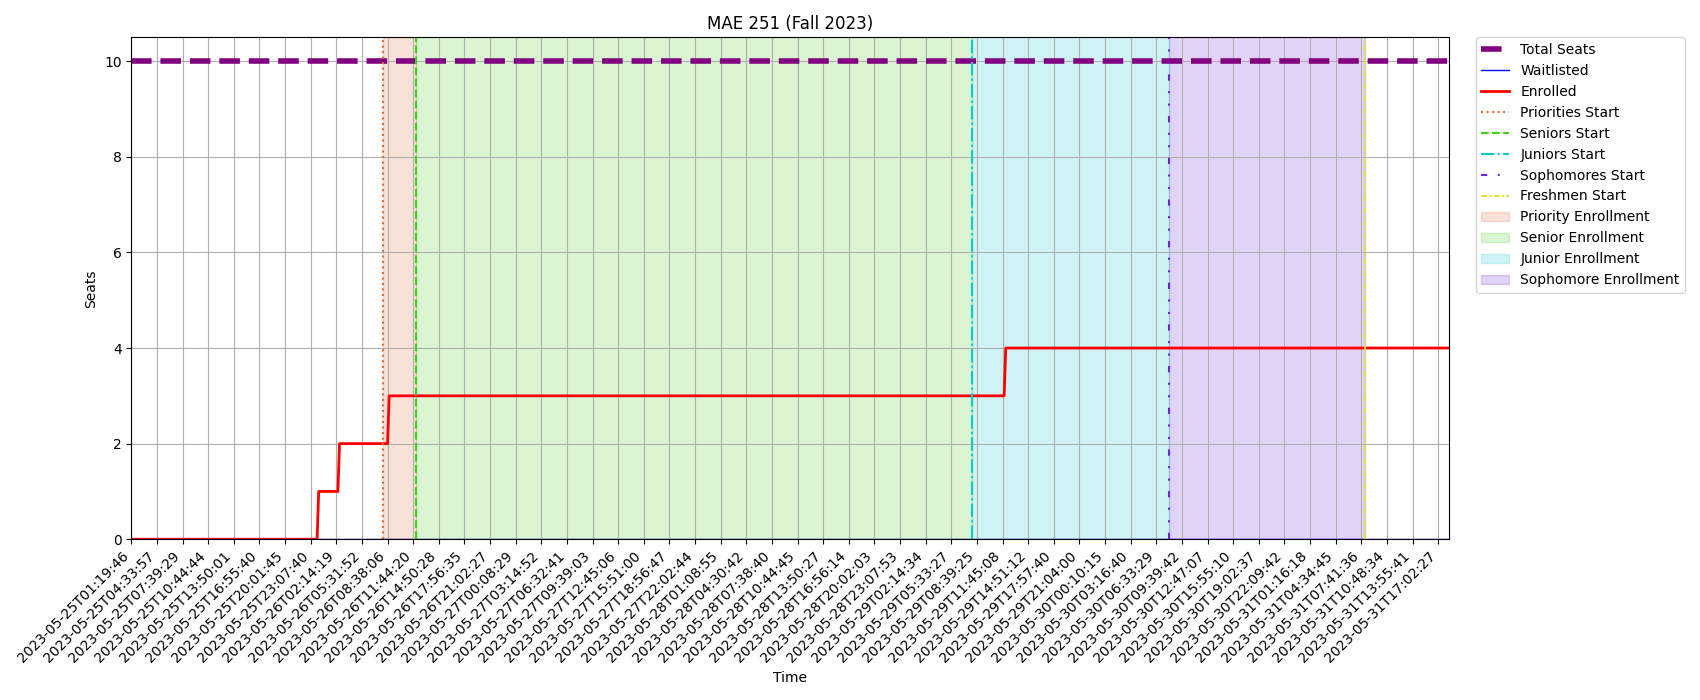 MAE 251 (Fall 2023)
10
8
6
4
2
0
Seats
2023-05-25T01:19:46
2023-05-25T04:33:57
2023-05-25T07:39:29
2023-05-25T10:44:44
2023-05-25T13:50:01
2023-05-25T16:55:40
2023-05-25T20:01:45
2023-05-25T23:07:40
2023-05-26T02:14:19
2023-05-26T05:31:52
2023-05-26T08:38:06
2023-05-26T11:44:20
2023-05-26T14:50:28
2023-05-26T17:56:35
2023-05-26T21:02:27
2023-05-27T00:08:29
2023-05-27T03:14:52
2023-05-27T06:32:41
2023-05-27T09:39:03
2023-05-27T12:45:06
2023-05-27T15:51:00
2023-05-27T18:56:47
2023-05-27T22:02:44
2023-05-28T01:08:55
2023-05-28T04:30:42
2023-05-28T07:38:40
2023-05-28T10:44:45
2023-05-28T13:50:27
2023-05-28T16:56:14
2023-05-28T20:02:03
2023-05-28T23:07:53
2023-05-29T02:14:34
2023-05-29T05:33:27
2023-05-29T08:39:25
2023-05-29T11:45:08
2023-05-29T14:51:12
2023-05-29T17:57:40
2023-05-29T21:04:00
2023-05-30T00:10:15
2023-05-30T03:16:40
2023-05-30T06:33:29
2023-05-30T09:39:42
2023-05-30T12:47:07
2023-05-30T15:55:10
2023-05-30T19:02:37
2023-05-30T22:09:42
2023-05-31T01:16:18
2023-05-31T04:34:45
2023-05-31T07:41:36
2023-05-31T10:48:34
2023-05-31T13:55:41
2023-05-31T17:02:27
Time
Total Seats
Waitlisted
Enrolled
Priorities Start
Seniors Start
Juniors Start
Sophomores Start
Freshmen Start
Priority Enrollment
Senior Enrollment
Junior Enrollment
Sophomore Enrollment